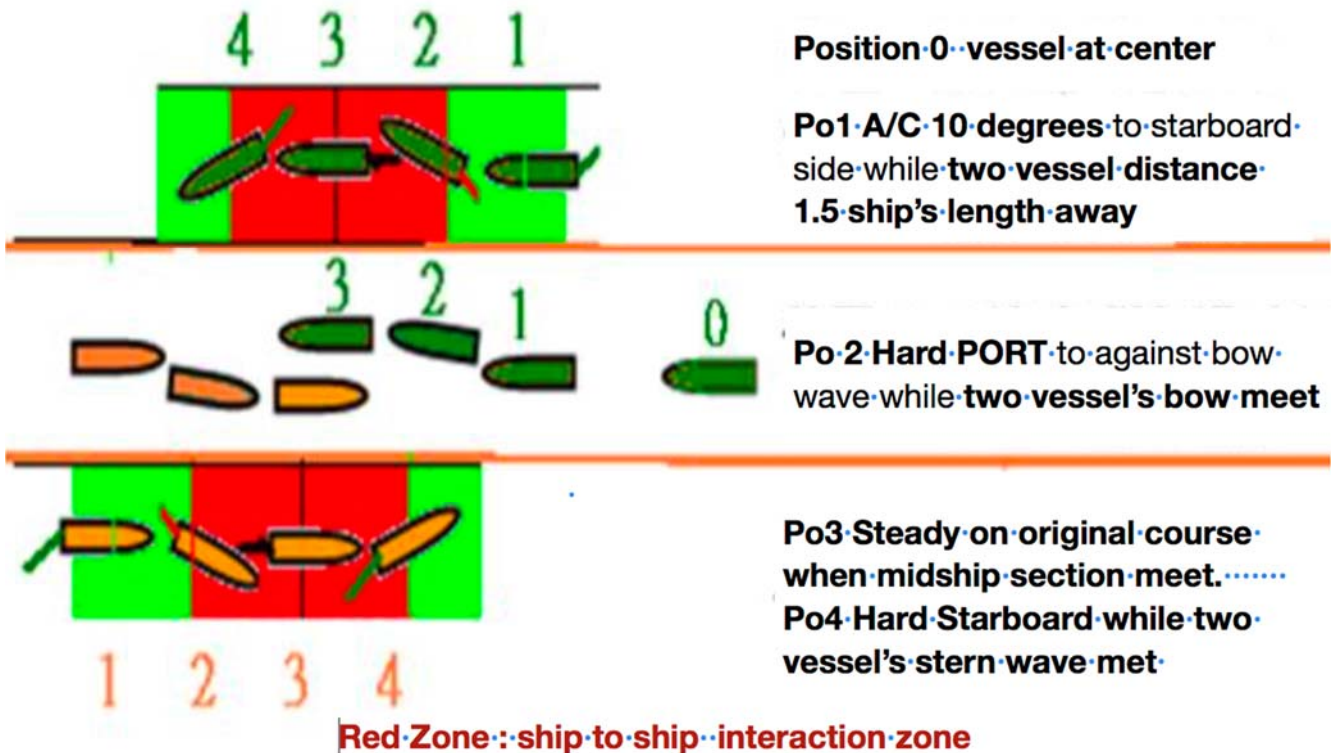 4 3 2 1
Position 0 vessel at center
Po1 A/C 10 degrees to starboard
side while two vessel distance
1.5 ship's length away
3 2 1 0
Po 2 Hard PORT to against bow
wave while two vessel's bow meet
Po3 Steady on original course
when midship section meet.
Po4 Hard Starboard while two
vessel's stern wave met
1 2 3 4
Red Zone : ship to ship interaction zone